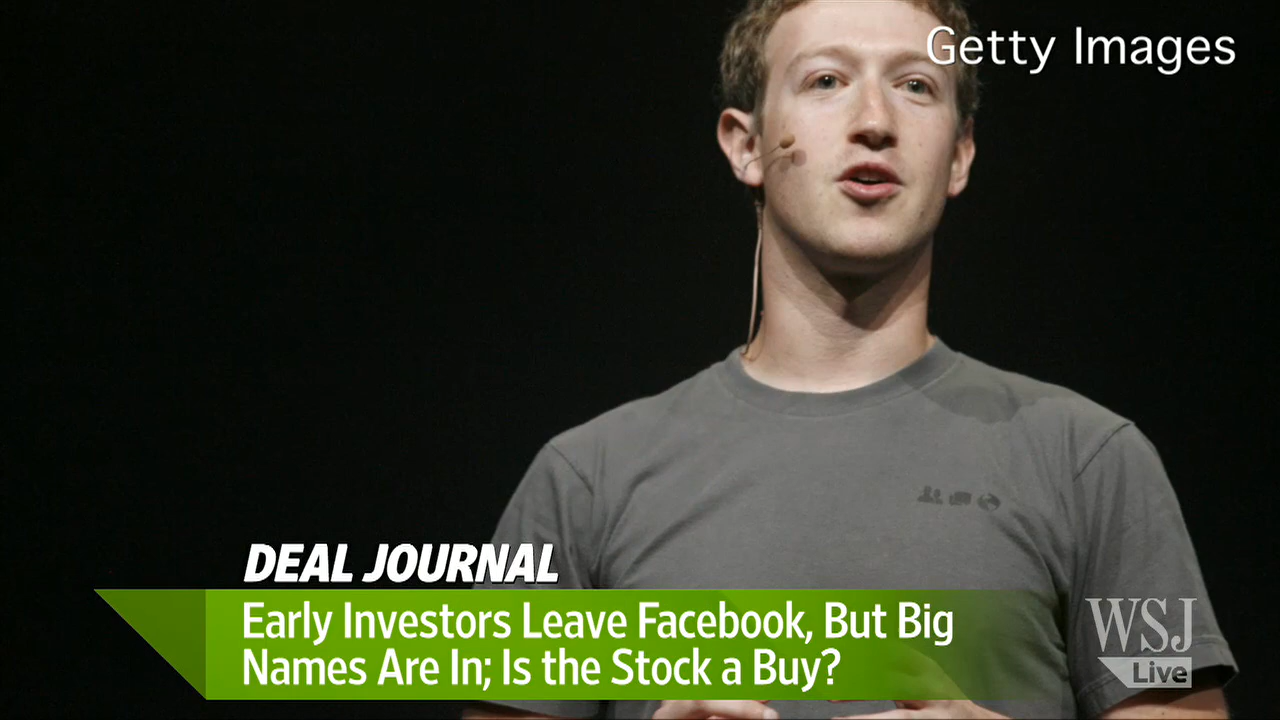 Getty Images
DEAL JOURNAL
Early Investors Leave Facebook, But Big
Names Are In; Is the Stock a Buy?
WSJ
Live